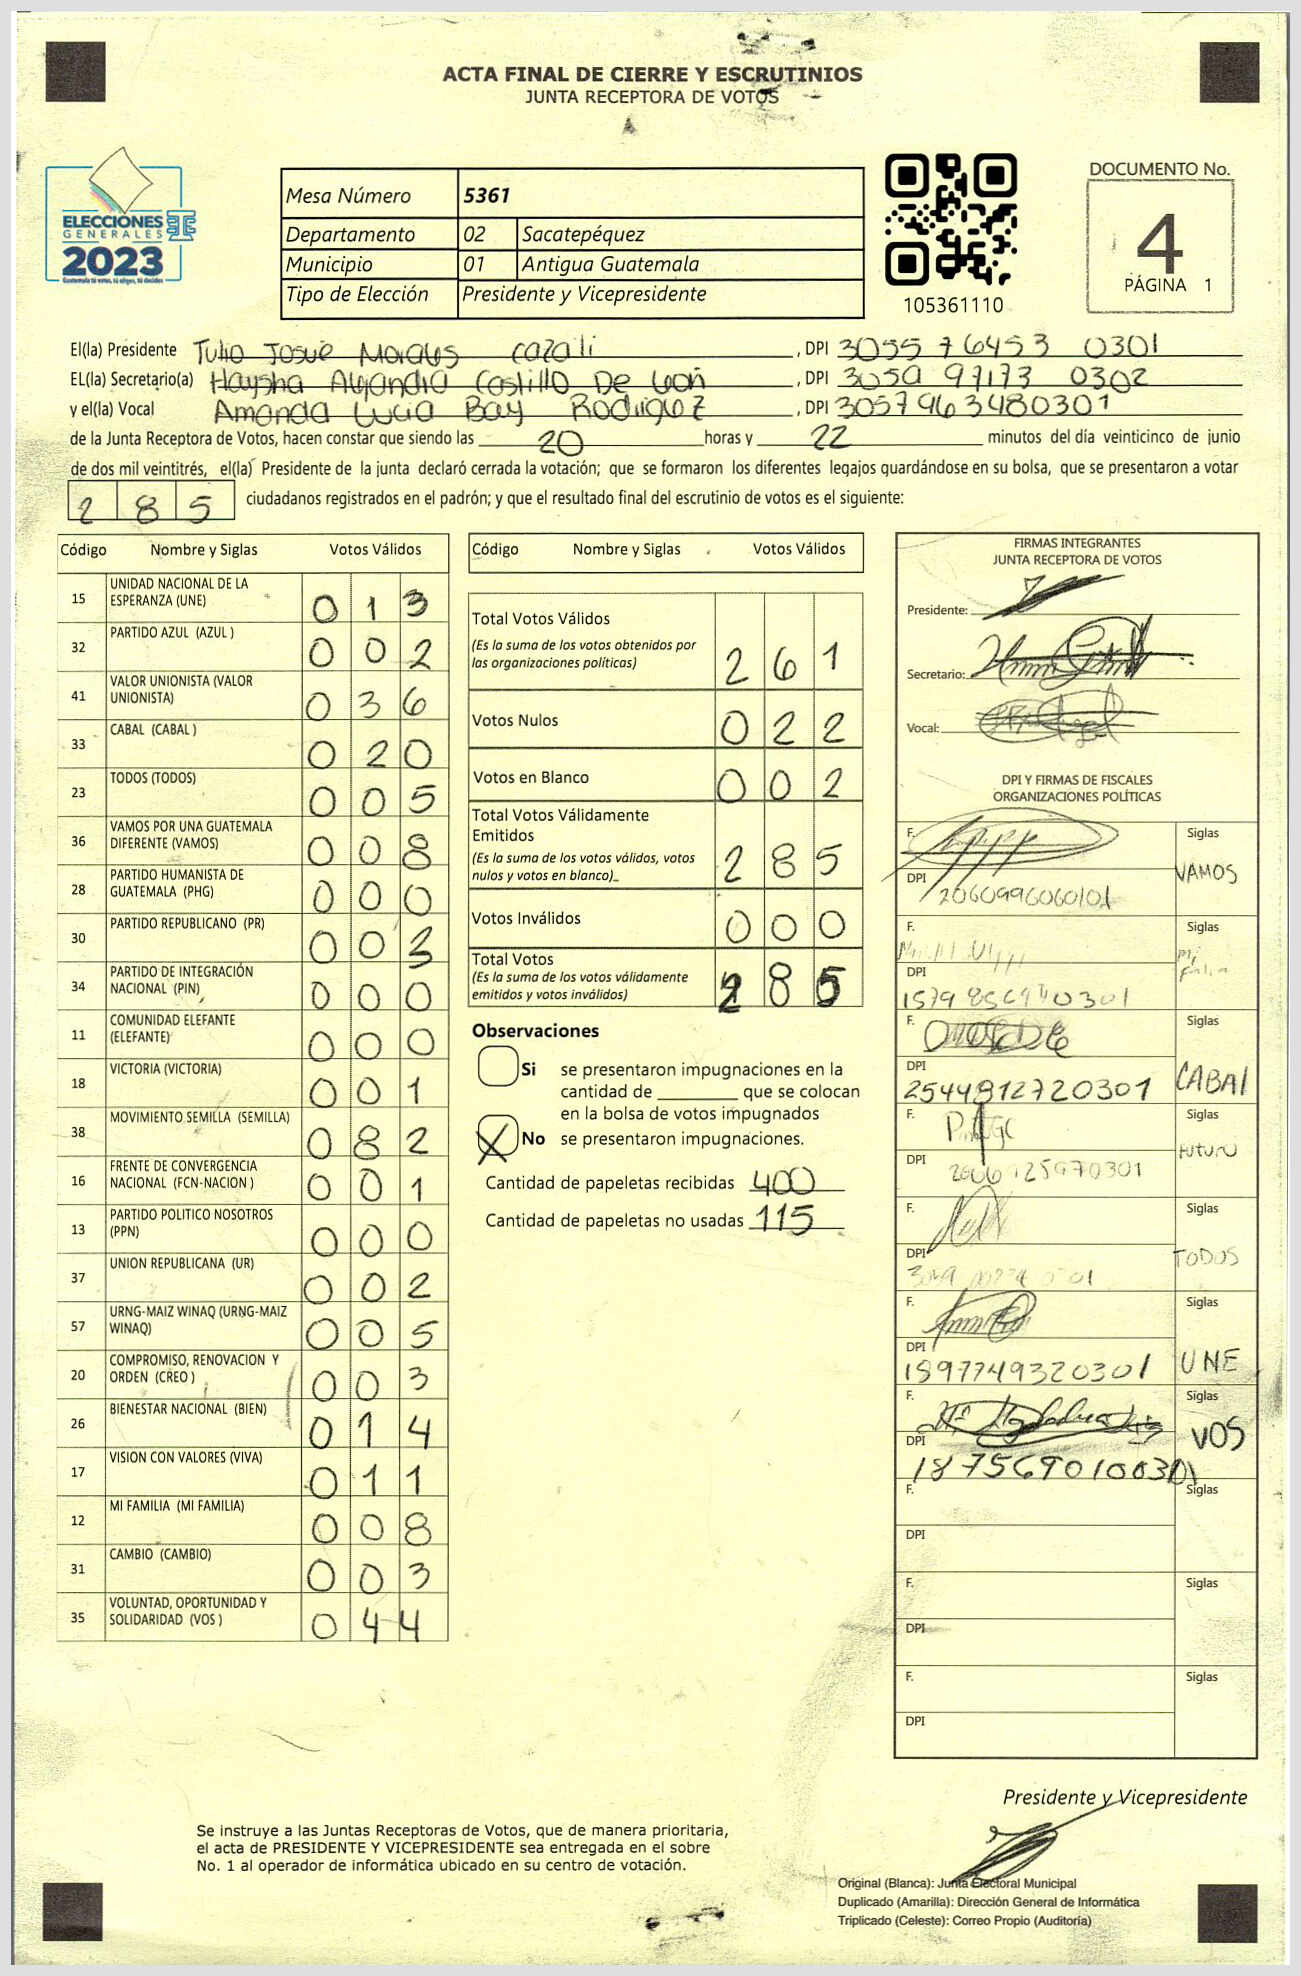 ACTA FINAL DE CIERRE Y ESCRUTINIOS
JUNTA RECEPTORA DE VOTOS
ELECCIONES
GENERALES
2023
Guatemala tú votas, tú eliges, tú decides
Mesa Número 5361
Departamento 02 Sacatepéquez
Municipio 01 Antigua Guatemala
Tipo de Elección Presidente y Vicepresidente
105361110
DOCUMENTO No.
4
PÁGINA 1
El(la) Presidente Tulio Josue Morales Cazali , DPI 3055 76453 0301
EL(la) Secretario(a) Haysha Alejandra Castillo De León , DPI 3050 97173 0302
y el(la) Vocal Amanda Lucia Bay Rodriguez , DPI 3057963480301
de la Junta Receptora de Votos, hacen constar que siendo las 20 horas y 22 minutos del día veinticinco de junio
de dos mil veintitrés, el(la) Presidente de la junta declaró cerrada la votación; que se formaron los diferentes legajos guardándose en su bolsa, que se presentaron a votar
2 8 5 ciudadanos registrados en el padrón; y que el resultado final del escrutinio de votos es el siguiente:
Código Nombre y Siglas Votos Válidos
15 UNIDAD NACIONAL DE LA ESPERANZA (UNE) 0 1 3
32 PARTIDO AZUL (AZUL ) 0 0 2
41 VALOR UNIONISTA (VALOR UNIONISTA) 0 3 6
33 CABAL (CABAL ) 0 2 0
23 TODOS (TODOS) 0 0 5
36 VAMOS POR UNA GUATEMALA DIFERENTE (VAMOS) 0 0 8
28 PARTIDO HUMANISTA DE GUATEMALA (PHG) 0 0 0
30 PARTIDO REPUBLICANO (PR) 0 0 3
34 PARTIDO DE INTEGRACIÓN NACIONAL (PIN) 0 0 0
11 COMUNIDAD ELEFANTE (ELEFANTE) 0 0 0
18 VICTORIA (VICTORIA) 0 0 1
38 MOVIMIENTO SEMILLA (SEMILLA) 0 8 2
16 FRENTE DE CONVERGENCIA NACIONAL (FCN-NACION ) 0 0 1
13 PARTIDO POLITICO NOSOTROS (PPN) 0 0 0
37 UNION REPUBLICANA (UR) 0 0 2
57 URNG-MAIZ WINAQ (URNG-MAIZ WINAQ) 0 0 5
20 COMPROMISO, RENOVACION Y ORDEN (CREO ) 0 0 3
26 BIENESTAR NACIONAL (BIEN) 0 1 4
17 VISION CON VALORES (VIVA) 0 1 1
12 MI FAMILIA (MI FAMILIA) 0 0 8
31 CAMBIO (CAMBIO) 0 0 3
35 VOLUNTAD, OPORTUNIDAD Y SOLIDARIDAD (VOS ) 0 4 4
Código Nombre y Siglas Votos Válidos
Total Votos Válidos 2 6 1
(Es la suma de los votos obtenidos por
las organizaciones políticas)
Votos Nulos 0 2 2
Votos en Blanco 0 0 2
Total Votos Válidamente
Emitidos 2 8 5
(Es la suma de los votos válidos, votos
nulos y votos en blanco)
Votos Inválidos 0 0 0
Total Votos 2 8 5
(Es la suma de los votos válidamente
emitidos y votos inválidos)
Observaciones
Si se presentaron impugnaciones en la
cantidad de ________ que se colocan
en la bolsa de votos impugnados
X No se presentaron impugnaciones.
Cantidad de papeletas recibidas 400
Cantidad de papeletas no usadas 115
FIRMAS INTEGRANTES
JUNTA RECEPTORA DE VOTOS
Presidente:
Secretario:
Vocal:
DPI Y FIRMAS DE FISCALES
ORGANIZACIONES POLÍTICAS
F. Siglas
DPI 2060996060101 VAMOS
F. Siglas
DPI Mi
F. Siglas
DPI 2544812720301 CABAL
F. Siglas
DPI FUTURO
F. Siglas
DPI TODOS
F. Siglas
DPI 1897749320301 UNE
F. Siglas
DPI VOS
F. Siglas
DPI
F. Siglas
DPI
F. Siglas
DPI
Presidente y Vicepresidente
Se instruye a las Juntas Receptoras de Votos, que de manera prioritaria,
el acta de PRESIDENTE Y VICEPRESIDENTE sea entregada en el sobre
No. 1 al operador de informática ubicado en su centro de votación.
Original (Blanca): Junta Electoral Municipal
Duplicado (Amarilla): Dirección General de Informática
Triplicado (Celeste): Correo Propio (Auditoría)